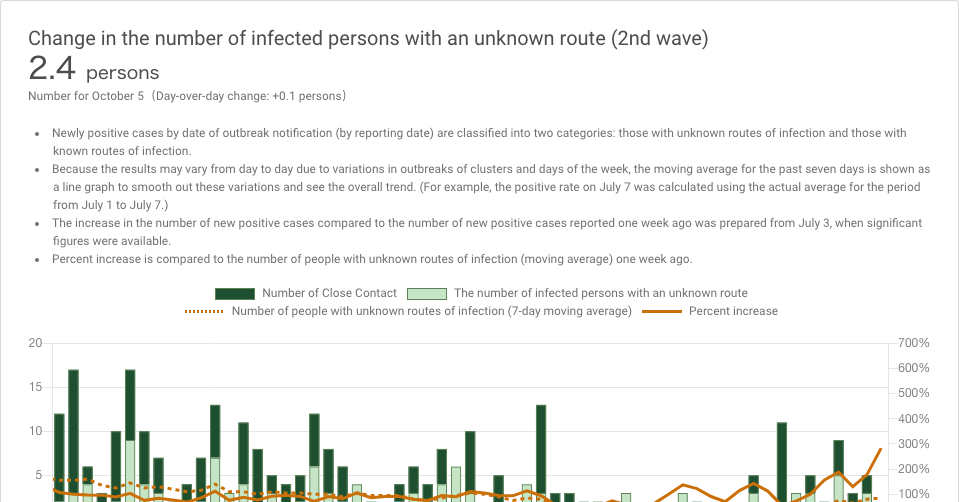 Change in the number of infected persons with an unknown route (2nd wave)
2.4 persons
Number for October 5（Day-over-day change: +0.1 persons）
Newly positive cases by date of outbreak notification (by reporting date) are classified into two categories: those with unknown routes of infection and those with
known routes of infection.
Because the results may vary from day to day due to variations in outbreaks of clusters and days of the week, the moving average for the past seven days is shown as
a line graph to smooth out these variations and see the overall trend. (For example, the positive rate on July 7 was calculated using the actual average for the period
from July 1 to July 7.)
The increase in the number of new positive cases compared to the number of new positive cases reported one week ago was prepared from July 3, when significant
figures were available.
Percent increase is compared to the number of people with unknown routes of infection (moving average) one week ago.
Number of Close Contact The number of infected persons with an unknown route
Number of people with unknown routes of infection (7-day moving average) Percent increase
20 700%
600%
15 500%
400%
10 300%
200%
5 100%